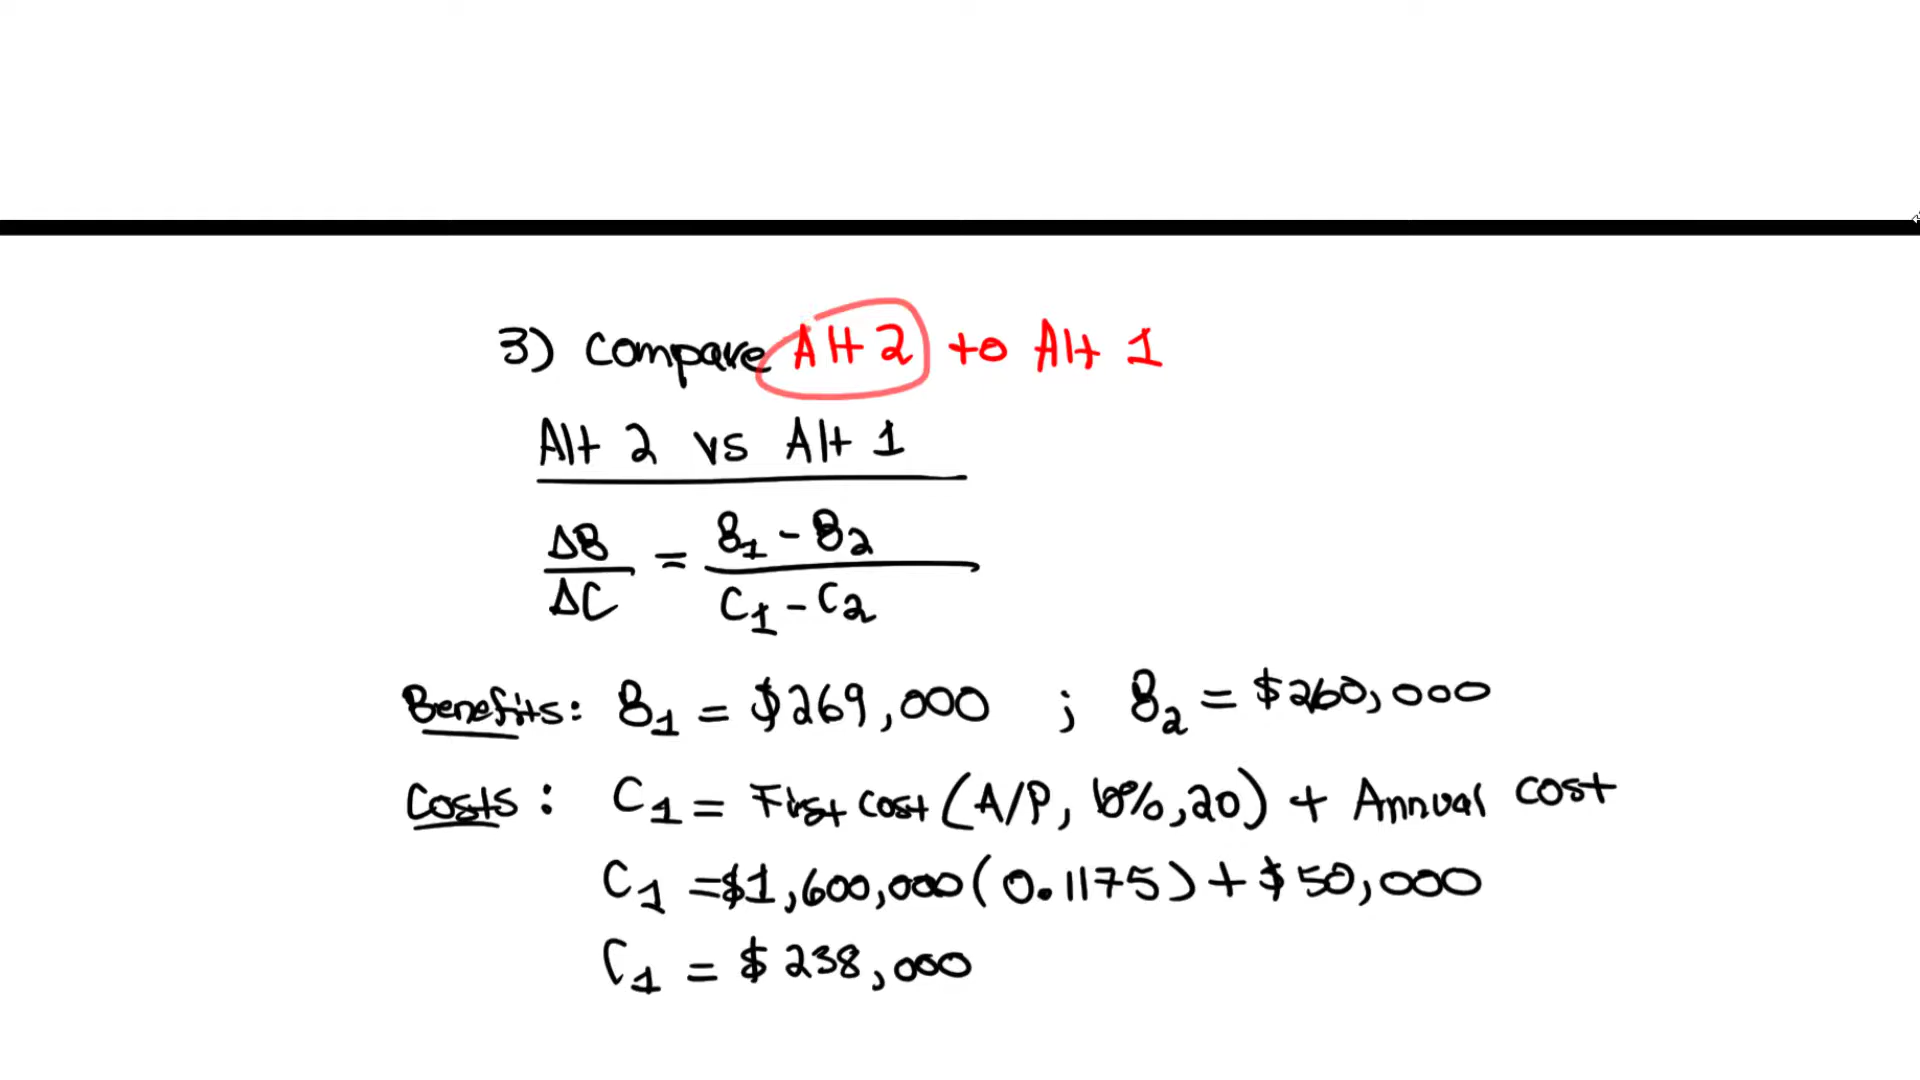 3) Compare Alt 2 to Alt 1
Alt 2 vs Alt 1
ΔB/ΔC = B₁ - B₂ / C₁ - C₂
Benefits: B₁ = $269,000 ; B₂ = $260,000
Costs: C₁ = First cost (A/P, 10%, 20) + Annual cost
C₁ = $1,600,000 (0.1175) + $50,000
C₁ = $238,000